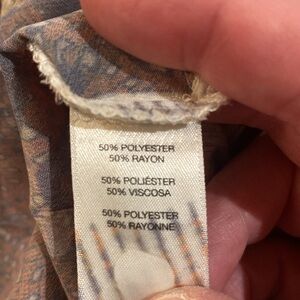 50% POLYESTER
50% RAYON
50% POLIÉSTER
50% VISCOSA
50% POLYESTER
50% RAYONNE